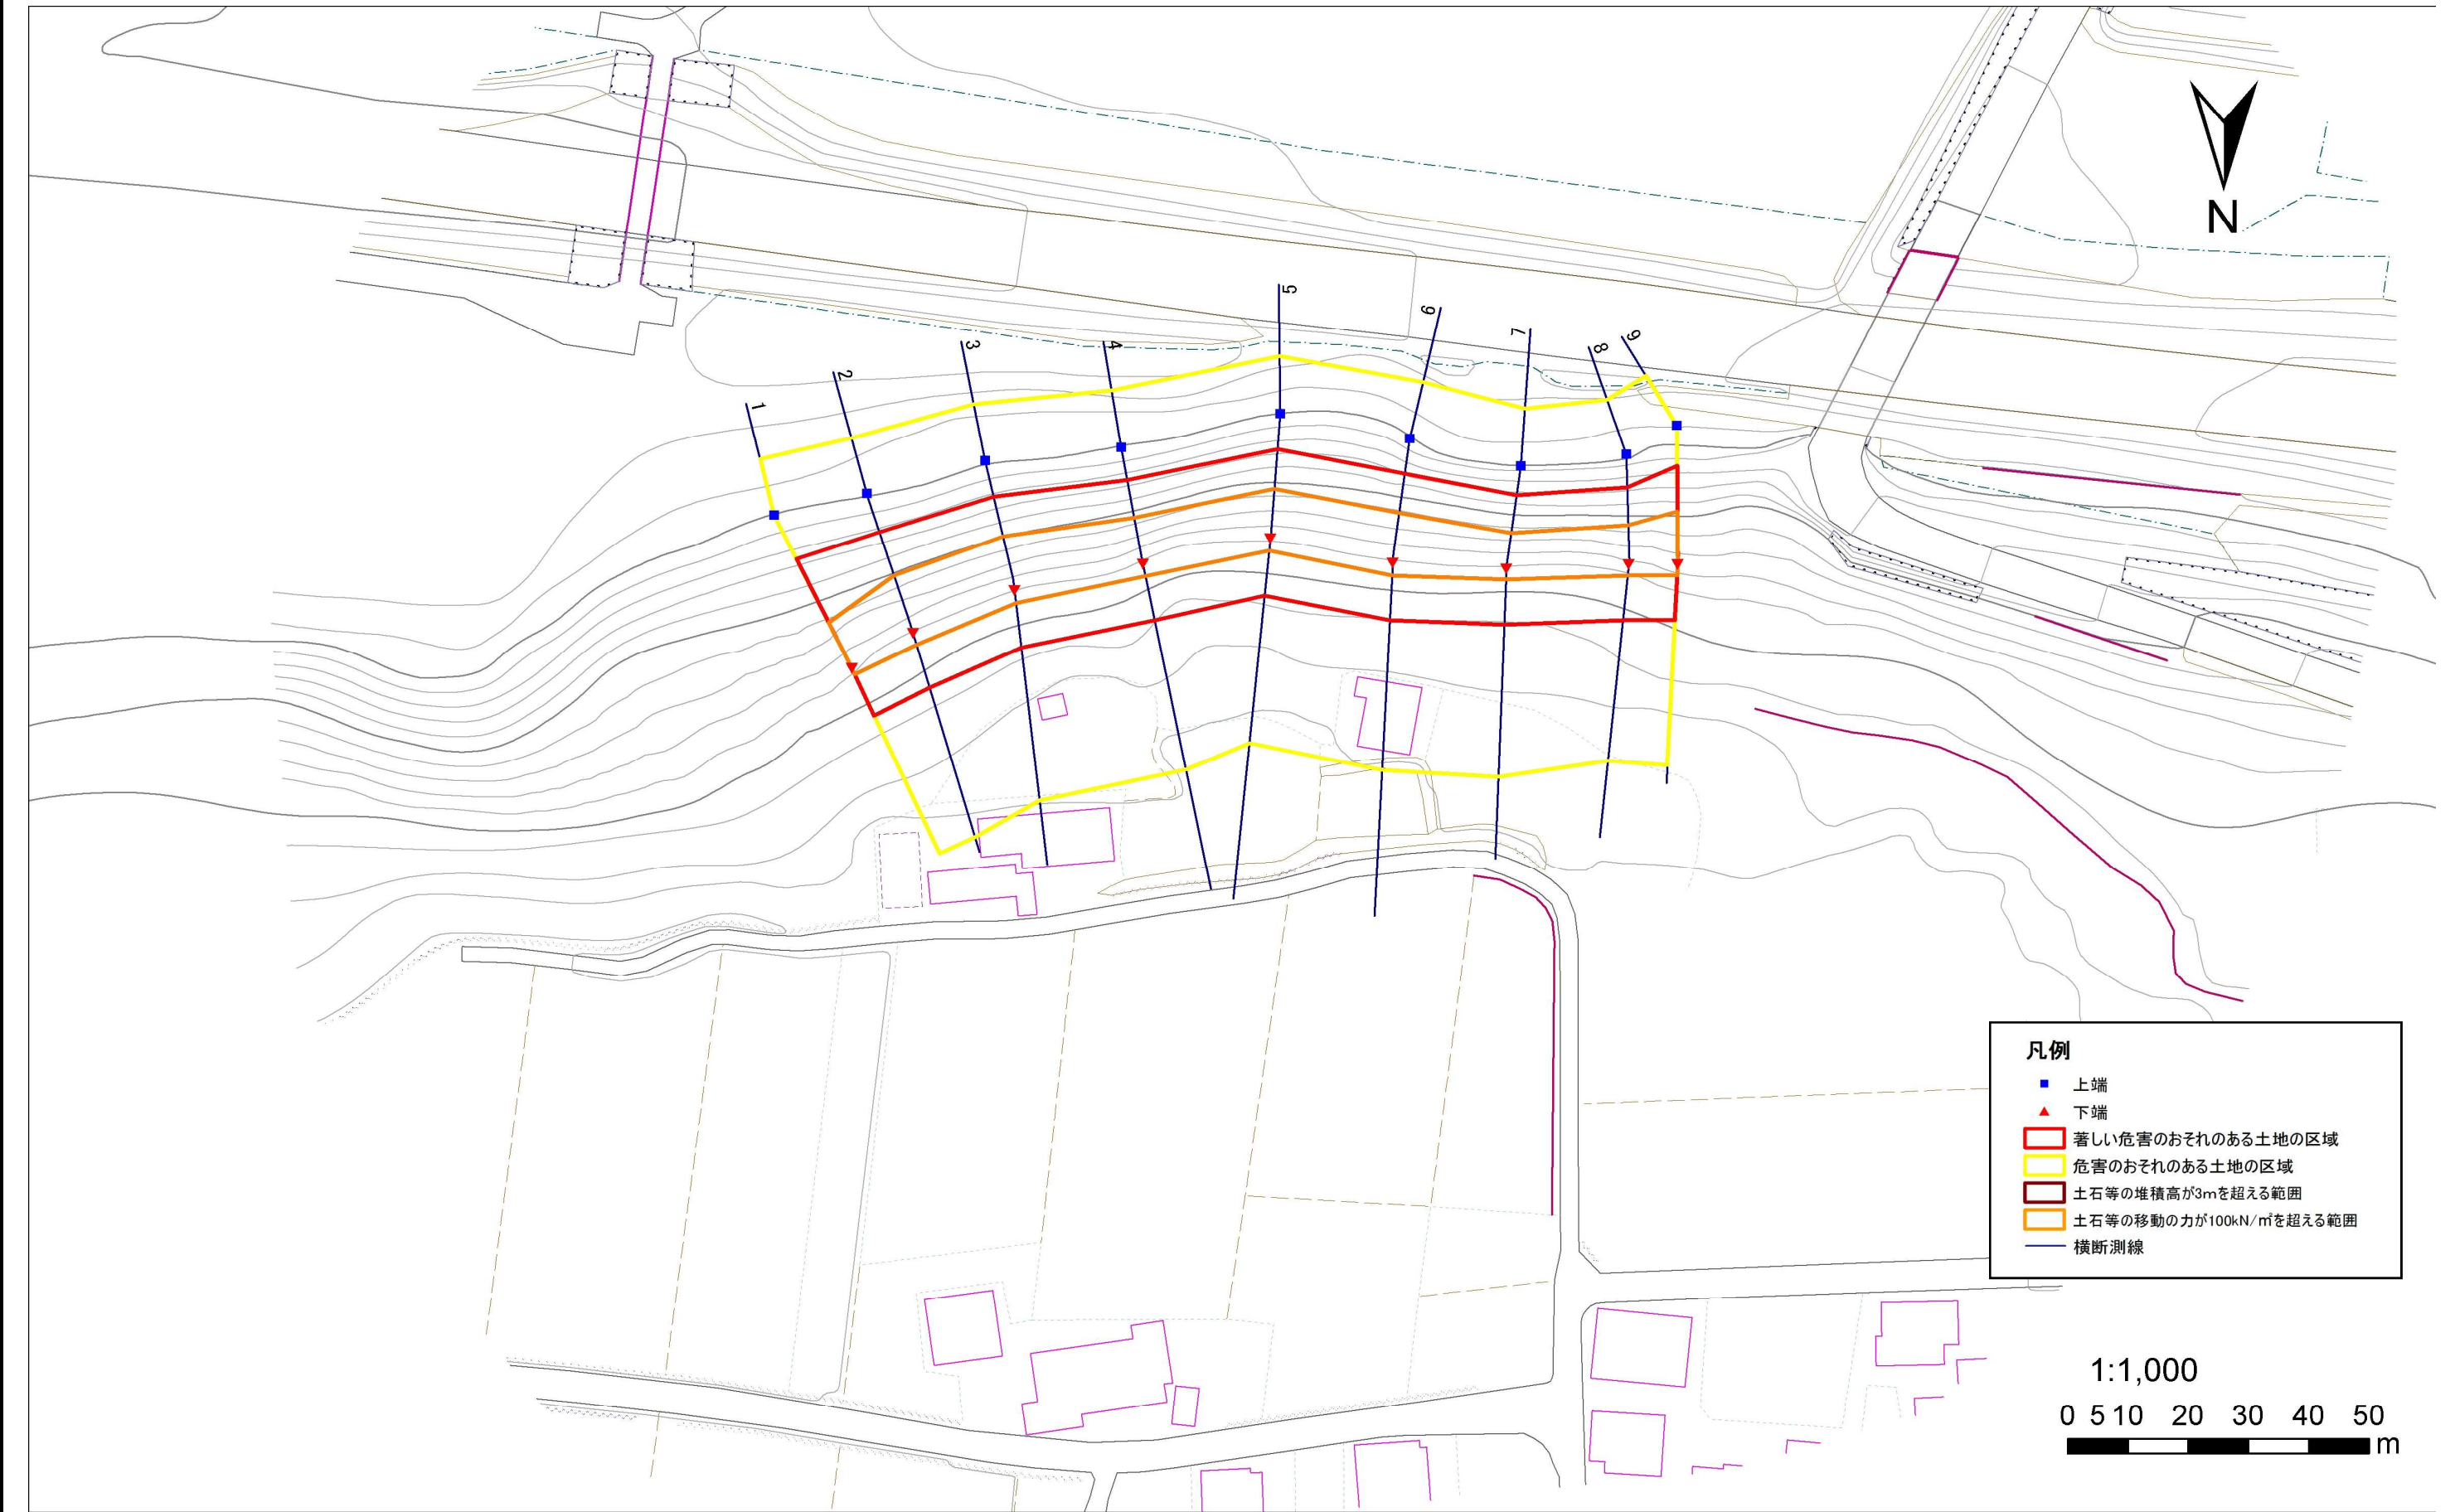 N
1
2
3
4
5
6
7
8
9
凡例
上端
下端
著しい危害のおそれのある土地の区域
危害のおそれのある土地の区域
土石等の堆積高が3mを超える範囲
土石等の移動の力が100kN/㎡を超える範囲
横断測線
1:1,000
0 5 10 20 30 40 50
m